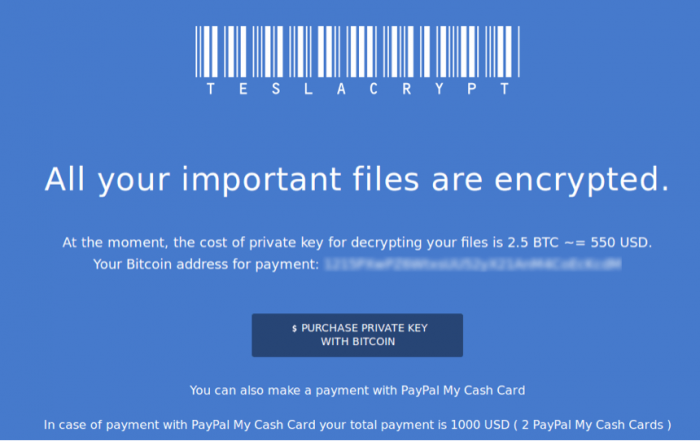 TESLACRYPT
All your important files are encrypted.
At the moment, the cost of private key for decrypting your files is 2.5 BTC ~= 550 USD.
Your Bitcoin address for payment:
$ PURCHASE PRIVATE KEY
WITH BITCOIN
You can also make a payment with PayPal My Cash Card
In case of payment with PayPal My Cash Card your total payment is 1000 USD ( 2 PayPal My Cash Cards )